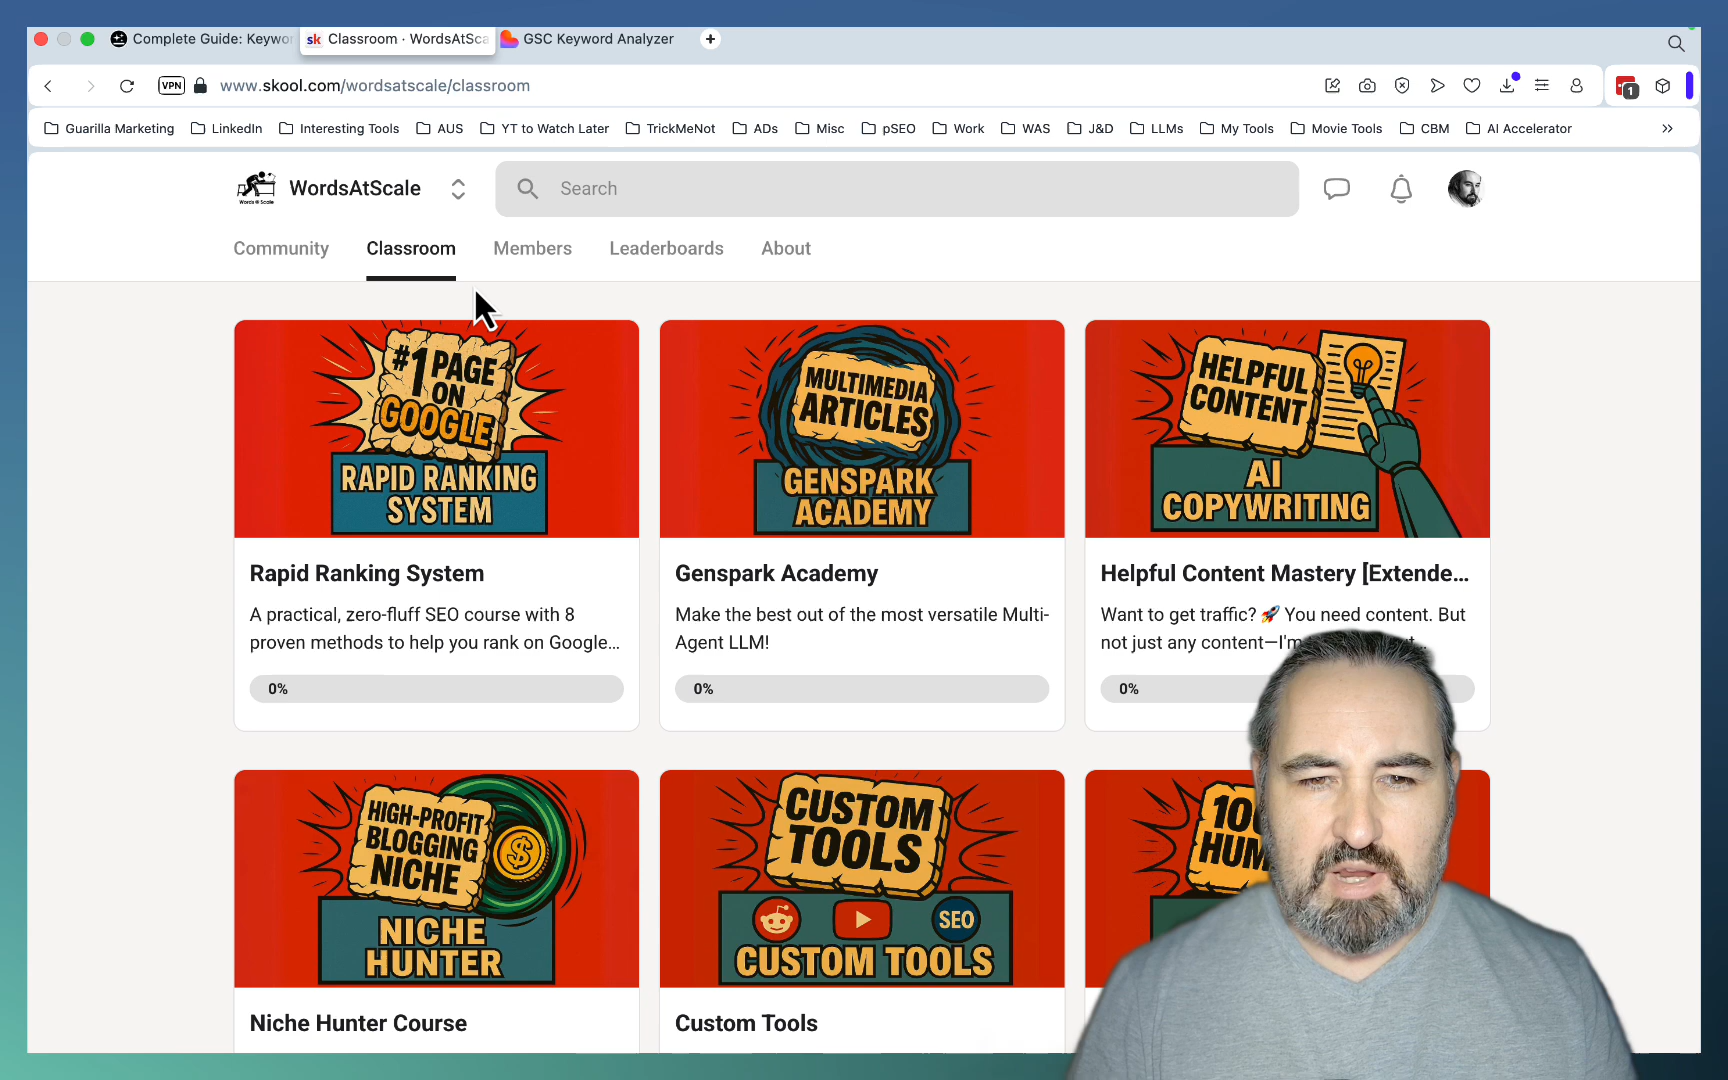 Complete Guide: Keywor
sk Classroom · WordsAtSca
GSC Keyword Analyzer
VPN
www.skool.com/wordsatscale/classroom
1
Guarilla Marketing
LinkedIn
Interesting Tools
AUS
YT to Watch Later
TrickMeNot
ADs
Misc
pSEO
Work
WAS
J&D
LLMs
My Tools
Movie Tools
CBM
AI Accelerator
Words @ Scale
WordsAtScale
Search
Community
Classroom
Members
Leaderboards
About
#1 PAGE
ON
GOOGLE
RAPID RANKING
SYSTEM
Rapid Ranking System
A practical, zero-fluff SEO course with 8
proven methods to help you rank on Google...
0%
MULTIMEDIA
ARTICLES
GENSPARK
ACADEMY
Genspark Academy
Make the best out of the most versatile Multi-
Agent LLM!
0%
HELPFUL
CONTENT
AI
COPYWRITING
Helpful Content Mastery [Extende...
Want to get traffic? 🚀 You need content. But
not just any content—I'm
0%
HIGH-PROFIT
BLOGGING
NICHE
$
NICHE
HUNTER
Niche Hunter Course
CUSTOM
TOOLS
SEO
CUSTOM TOOLS
Custom Tools